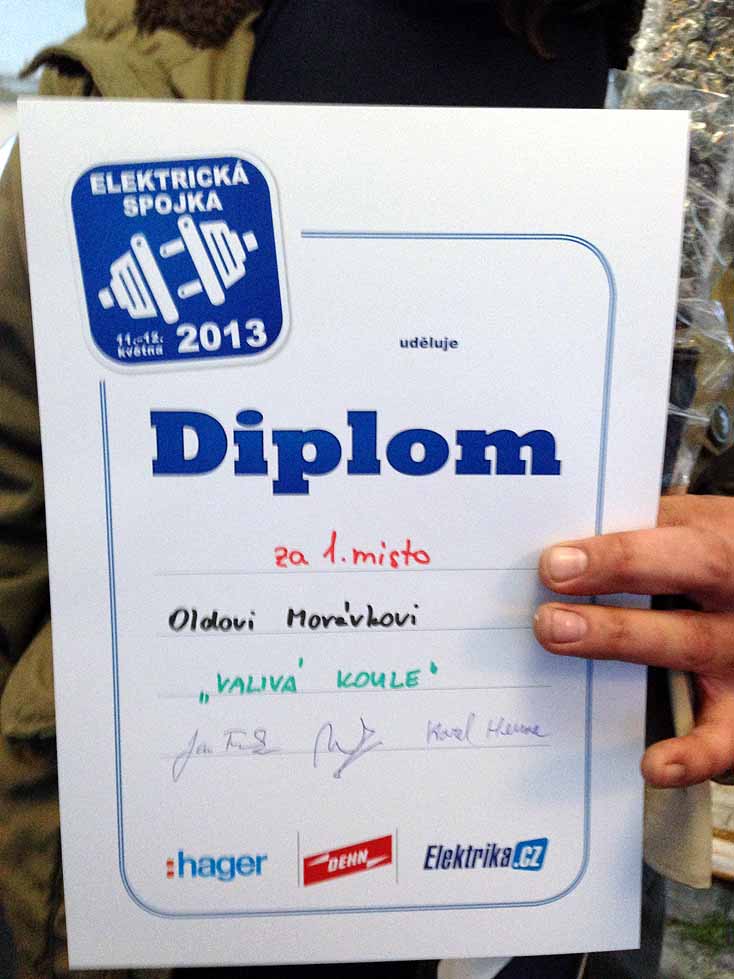 ELEKTRICKÁ
SPOJKA
11.-12.
května 2013
uděluje
Diplom
za 1. místo
Oldovi Morávkovi
„VALIVÁ KOULE“
Karel
:hager
DEHN
Elektrika.cz